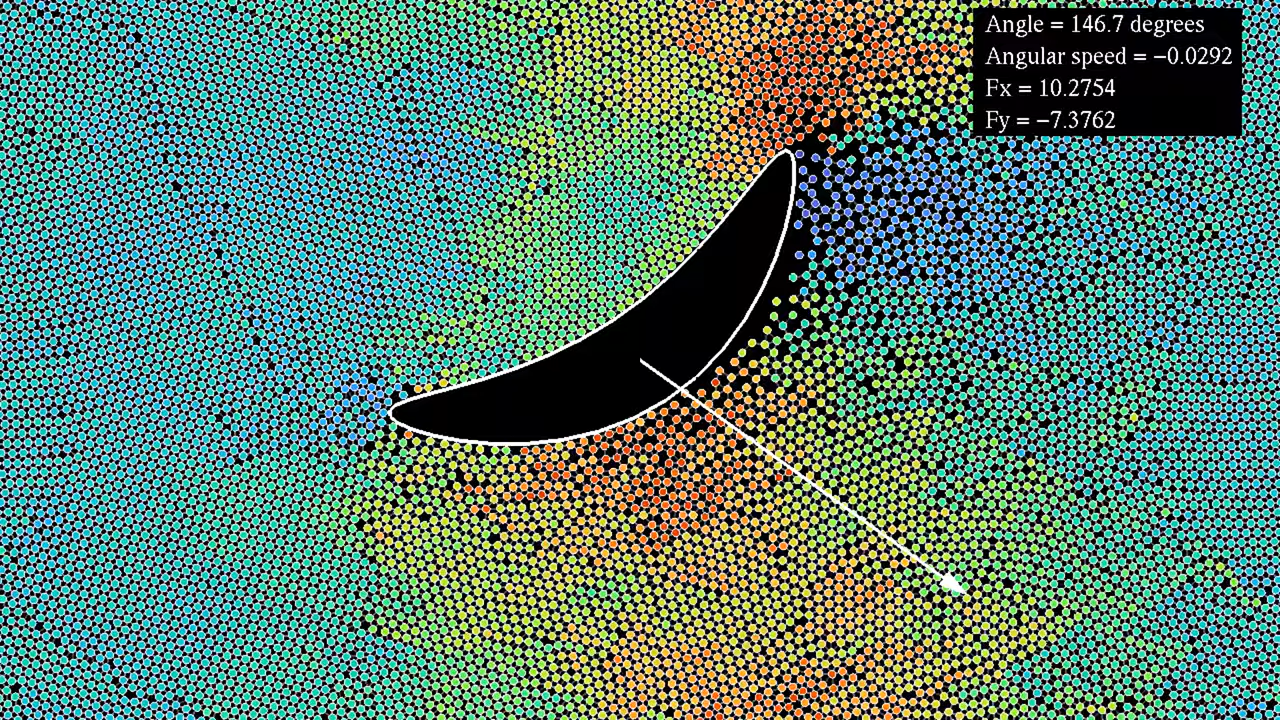 Angle = 146.7 degrees
Angular speed = −0.0292
Fx = 10.2754
Fy = −7.3762